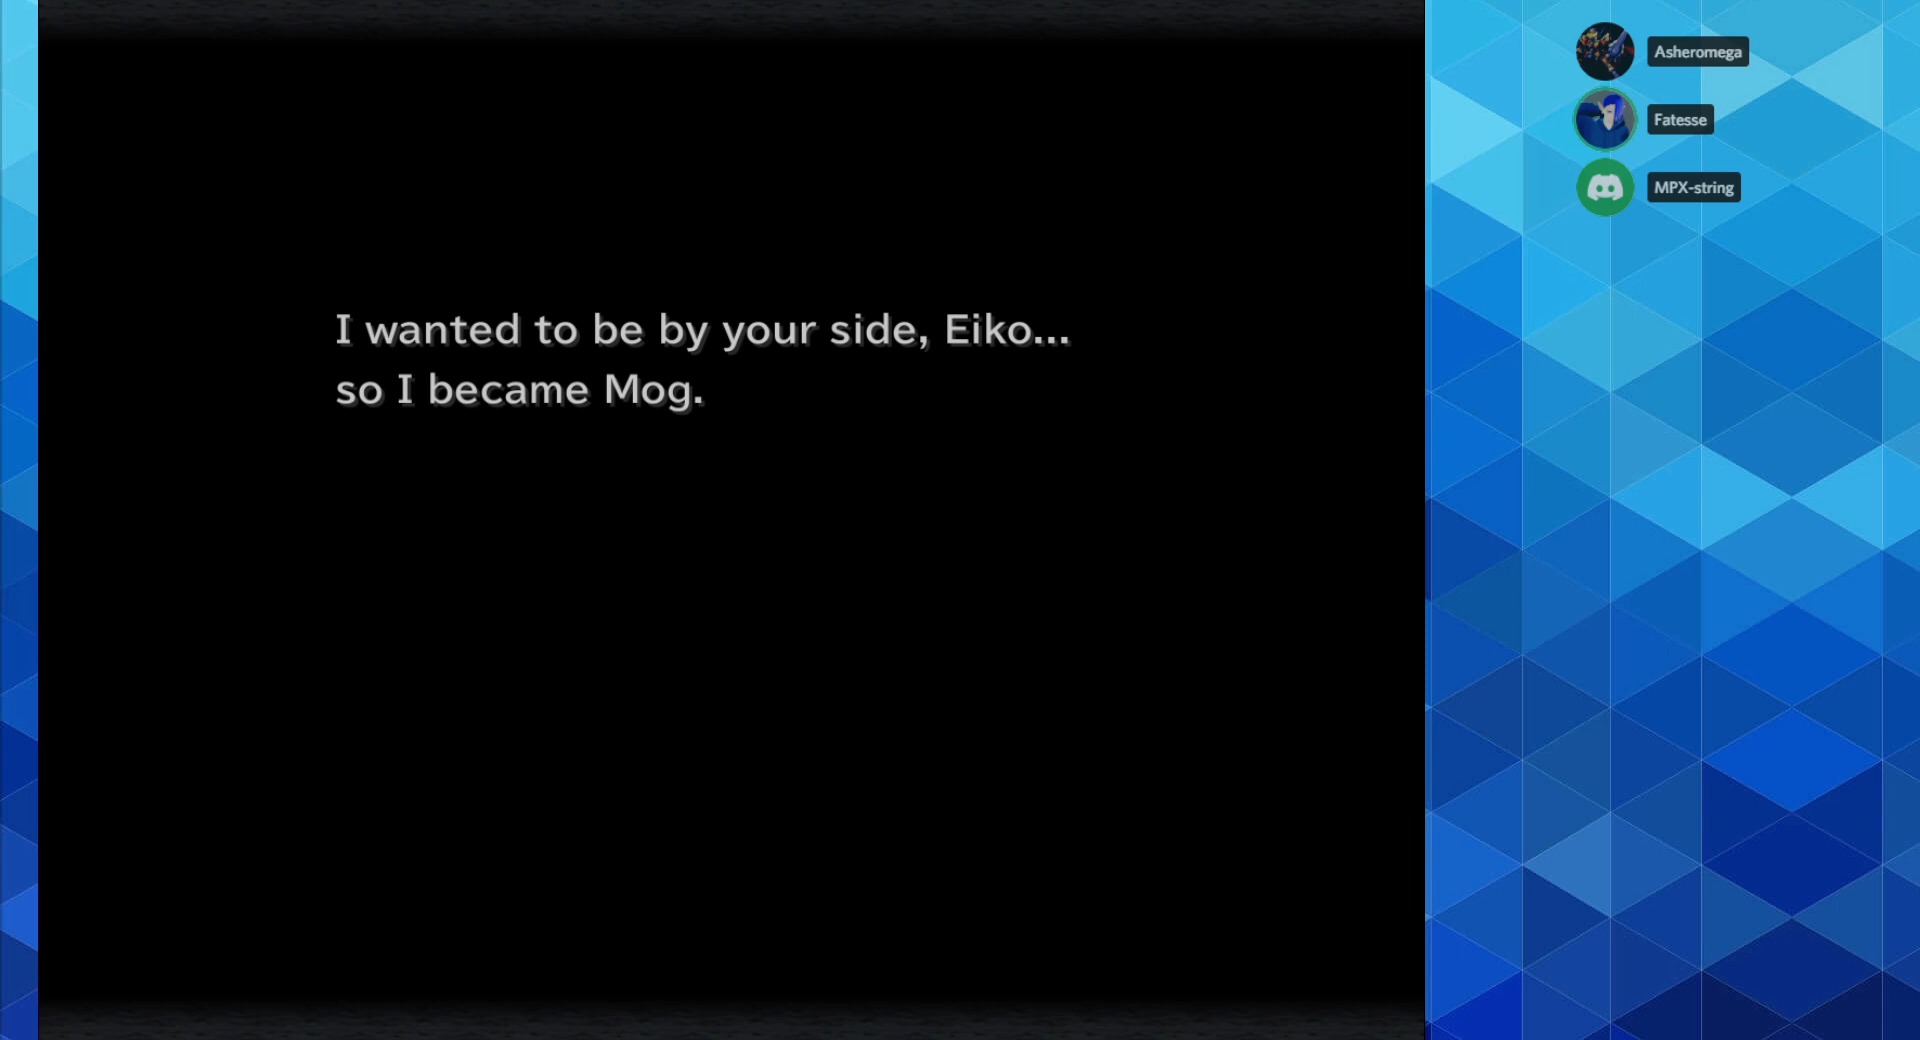 I wanted to be by your side, Eiko...
so I became Mog.
Asheromega
Fatesse
MPX-string